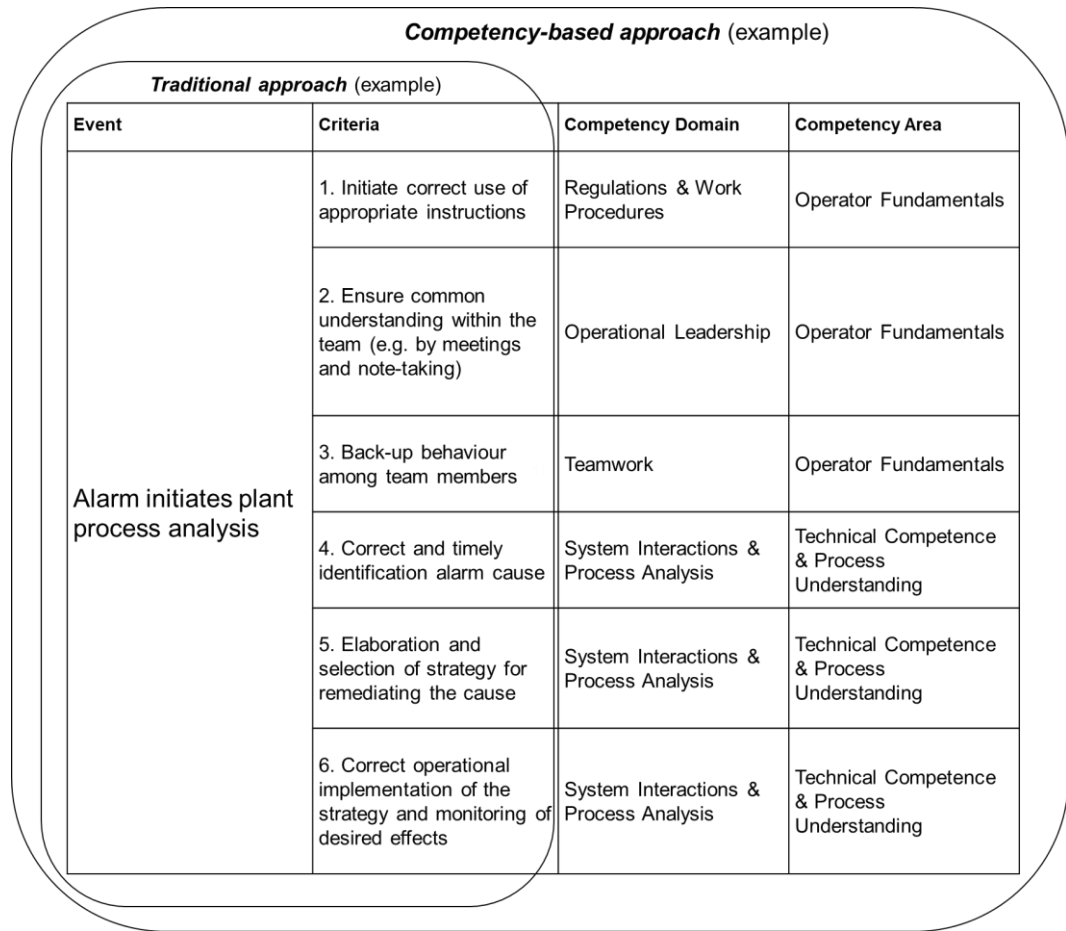 Competency-based approach (example)
Traditional approach (example)
Event
Criteria
Competency Domain
Competency Area
Alarm initiates plant
process analysis
1. Initiate correct use of
appropriate instructions
Regulations & Work
Procedures
Operator Fundamentals
2. Ensure common
understanding within the
team (e.g. by meetings
and note-taking)
Operational Leadership
Operator Fundamentals
3. Back-up behaviour
among team members
Teamwork
Operator Fundamentals
4. Correct and timely
identification alarm cause
System Interactions &
Process Analysis
Technical Competence
& Process
Understanding
5. Elaboration and
selection of strategy for
remediating the cause
System Interactions &
Process Analysis
Technical Competence
& Process
Understanding
6. Correct operational
implementation of the
strategy and monitoring of
desired effects
System Interactions &
Process Analysis
Technical Competence
& Process
Understanding